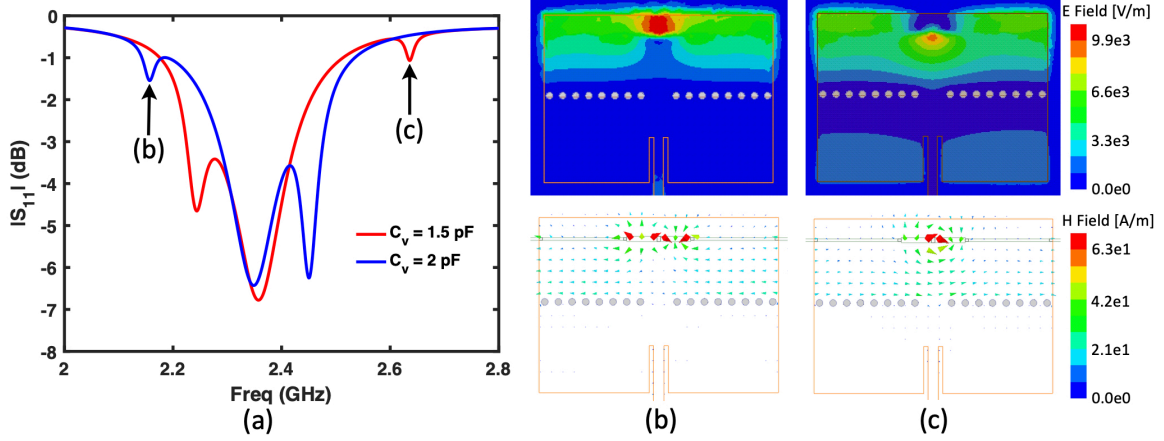 0
-1
-2
-3
-4
-5
-6
-7
-8
|S11| (dB)
2
2.2
2.4
2.6
2.8
Freq (GHz)
(b)
(c)
Cv = 1.5 pF
Cv = 2 pF
(a)
E Field [V/m]
9.9e3
6.6e3
3.3e3
0.0e0
H Field [A/m]
6.3e1
4.2e1
2.1e1
0.0e0
(b)
(c)